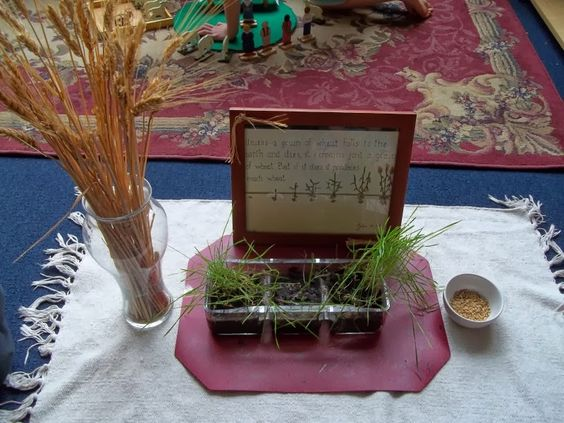 a grain of wheat falls to the
earth and dies, it remains just a grain
of wheat. But if it dies it produces
much wheat.